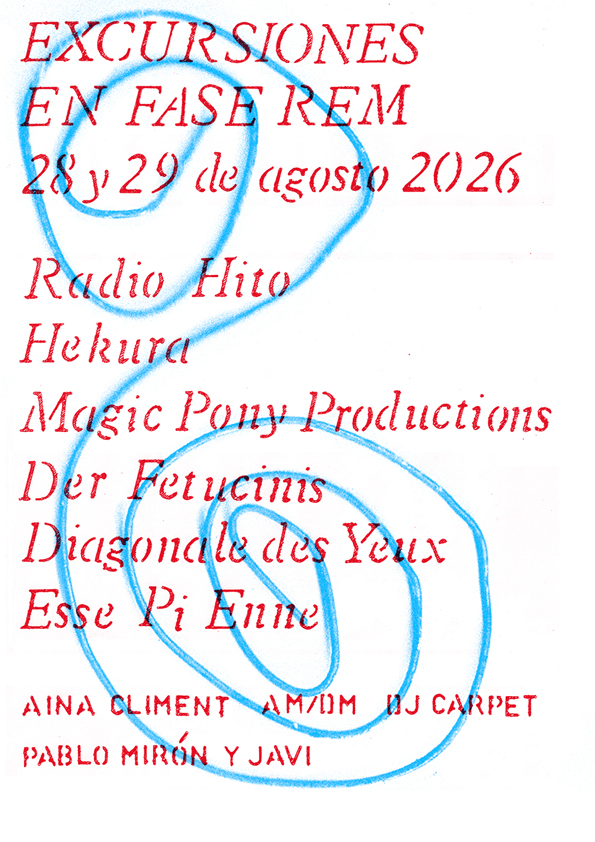 EXCURSIONES
EN FASE REM
28 y 29 de agosto 2026
Radio Hito
Hekura
Magic Pony Productions
Der Fetucinis
Diagonale des Yeux
Esse Pi Enne
AINA CLIMENT AM/DM DJ CARPET
PABLO MIRÓN Y JAVI